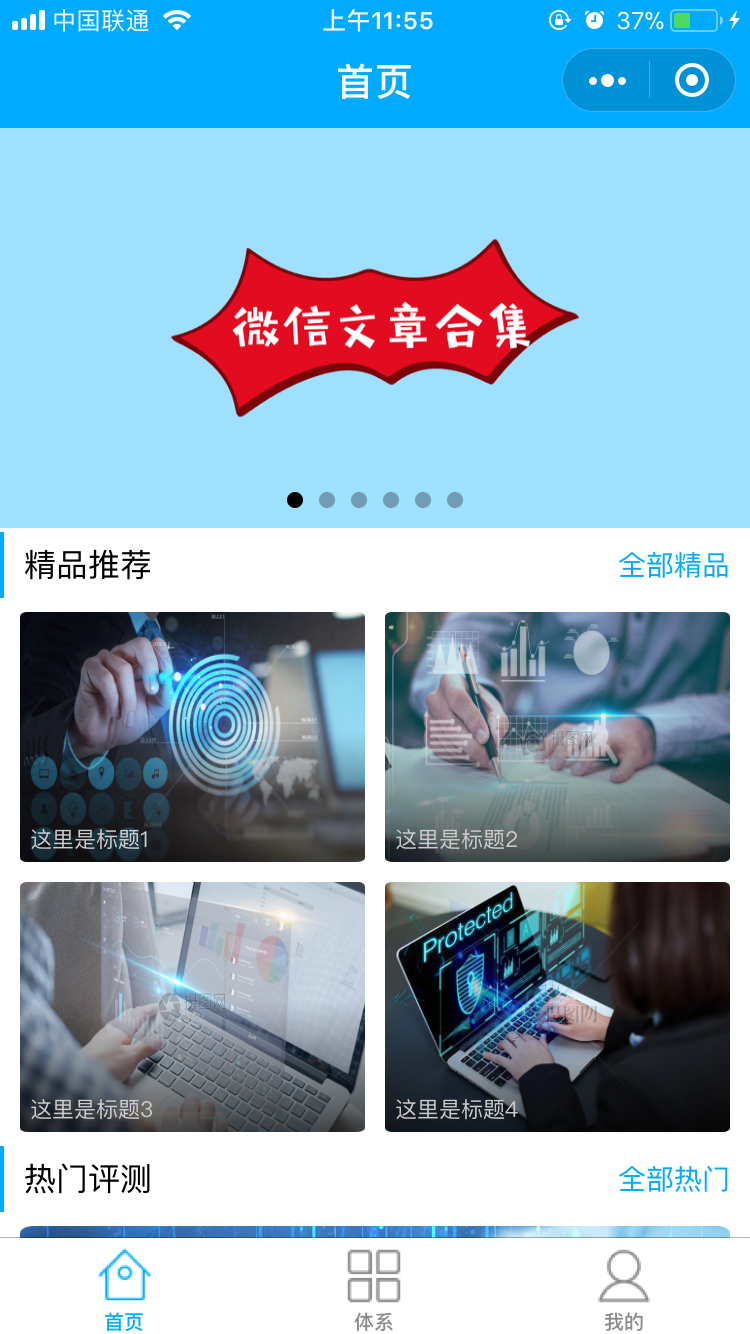 中国联通
上午11:55
37%
首页
微信文章合集
精品推荐
全部精品
这里是标题1
这里是标题2
这里是标题3
Protected
这里是标题4
热门评测
全部热门
首页
体系
我的